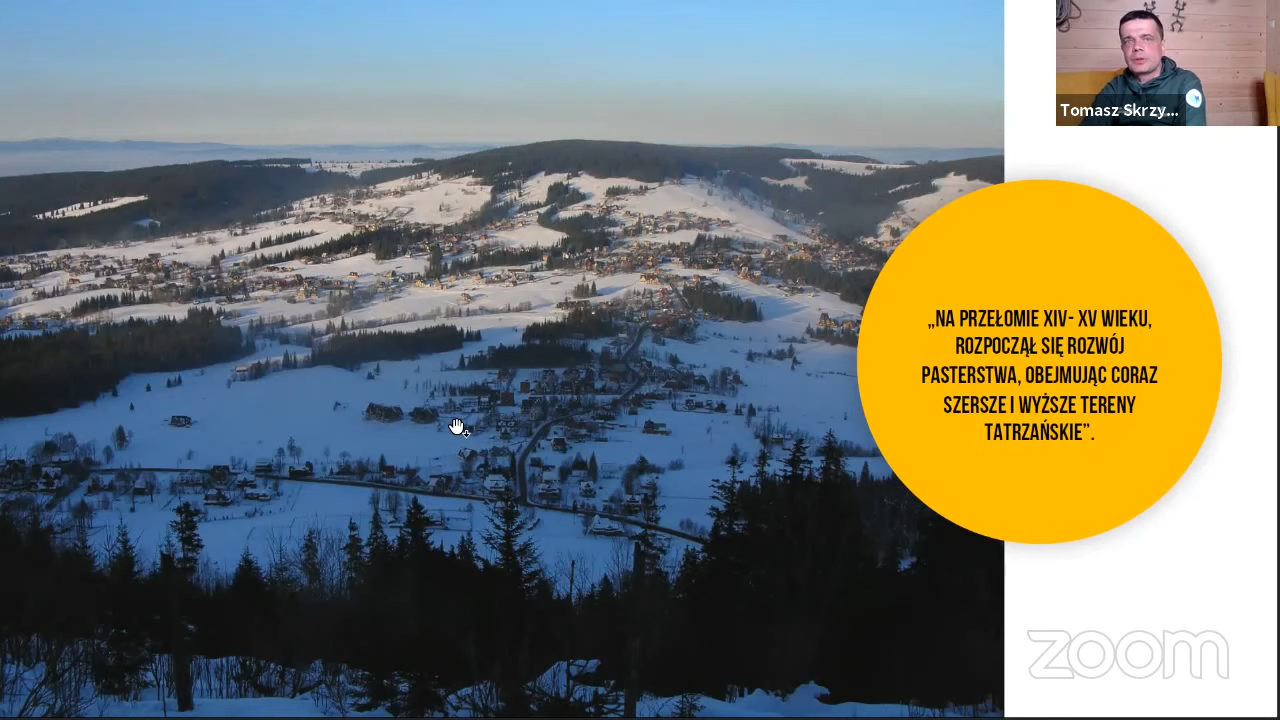 Tomasz Skrzy...
„NA PRZEŁOMIE XIV- XV WIEKU,
ROZPOCZĄŁ SIĘ ROZWÓJ
PASTERSTWA, OBEJMUJĄC CORAZ
SZERSZE I WYŻSZE TERENY
TATRZAŃSKIE”.
zoom